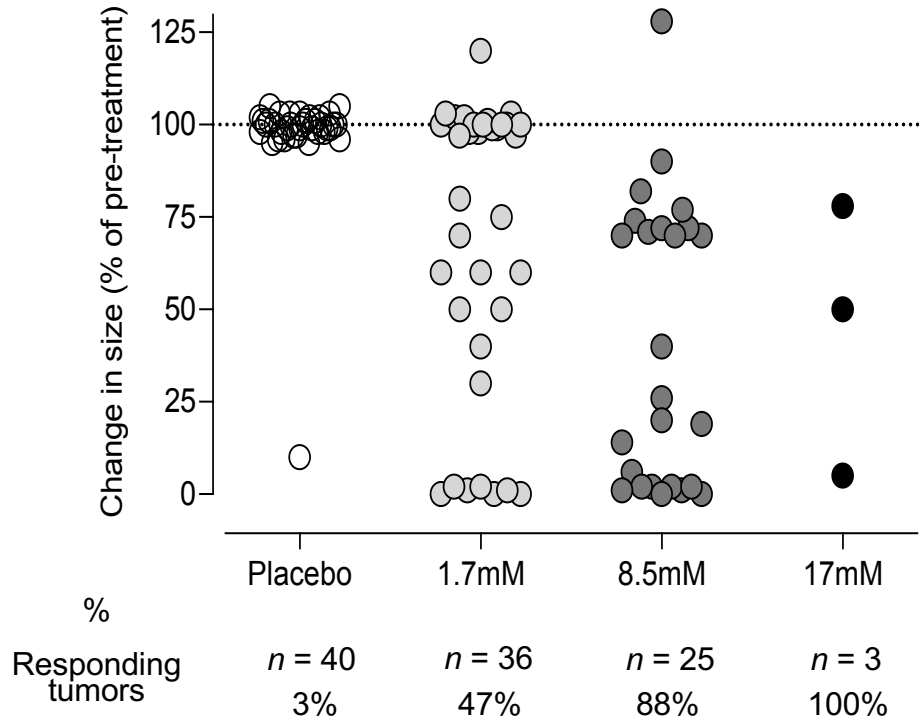 Change in size (% of pre-treatment)
125
100
75
50
25
0
Placebo 1.7mM 8.5mM 17mM
%
Responding
tumors
n = 40 n = 36 n = 25 n = 3
3% 47% 88% 100%